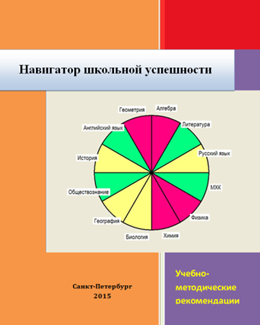 Навигатор школьной успешности
Геометрия
Алгебра
Английский язык
Литература
История
Русский язык
Обществознание
МХК
География
Физика
Биология
Химия
Санкт-Петербург
2015
Учебно-
методические
рекомендации